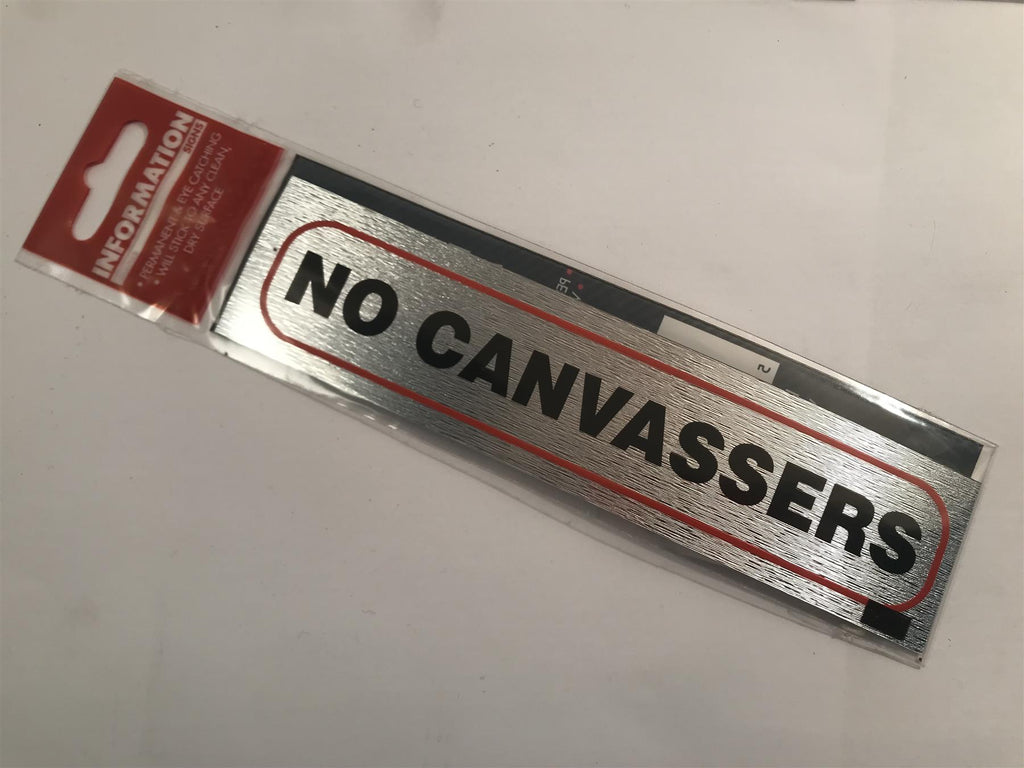 INFORMATION
SIGNS
• PERMANENT & EYE CATCHING
• WILL STICK TO ANY CLEAN,
DRY SURFACE
NO CANVASSERS